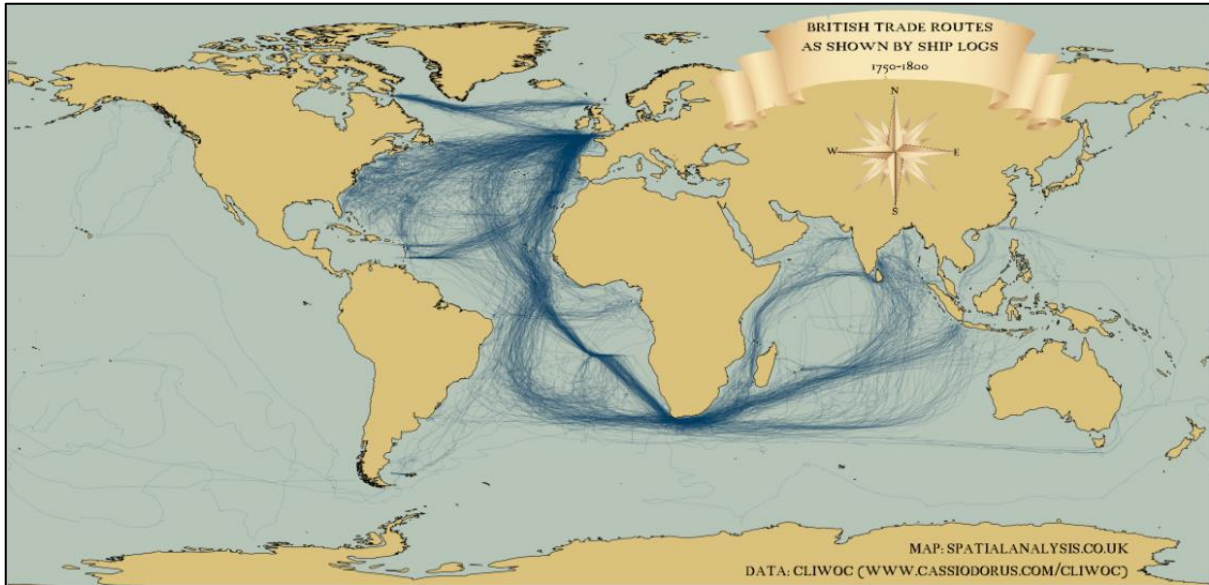 BRITISH TRADE ROUTES
AS SHOWN BY SHIP LOGS
1750-1800
N
W
E
S
MAP: SPATIALANALYSIS.CO.UK
DATA: CLIWOC (WWW.CASSIODORUS.COM/CLIWOC)